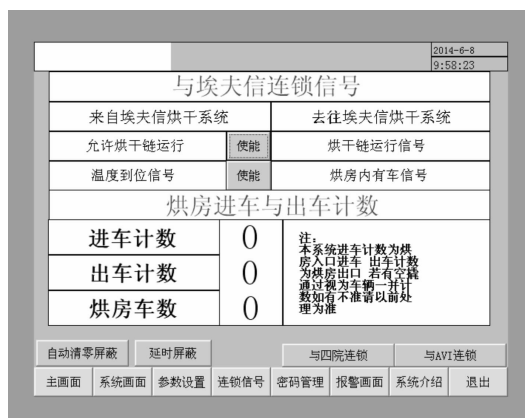 2014-6-8
9:58:23
与埃夫信连锁信号
来自埃夫信烘干系统
去往埃夫信烘干系统
允许烘干链运行
使能
烘干链运行信号
温度到位信号
使能
烘房内有车信号
烘房进车与出车计数
进车计数
0
出车计数
0
烘房车数
0
注：
本系统进车计数为烘
房入口进车 出车计数
为烘房出口 若有空撬
通过视为车辆一并计
数如有不准请以前处
理为准
自动清零屏蔽
延时屏蔽
与四院连锁
与AVI连锁
主画面
系统画面
参数设置
连锁信号
密码管理
报警画面
系统介绍
退出